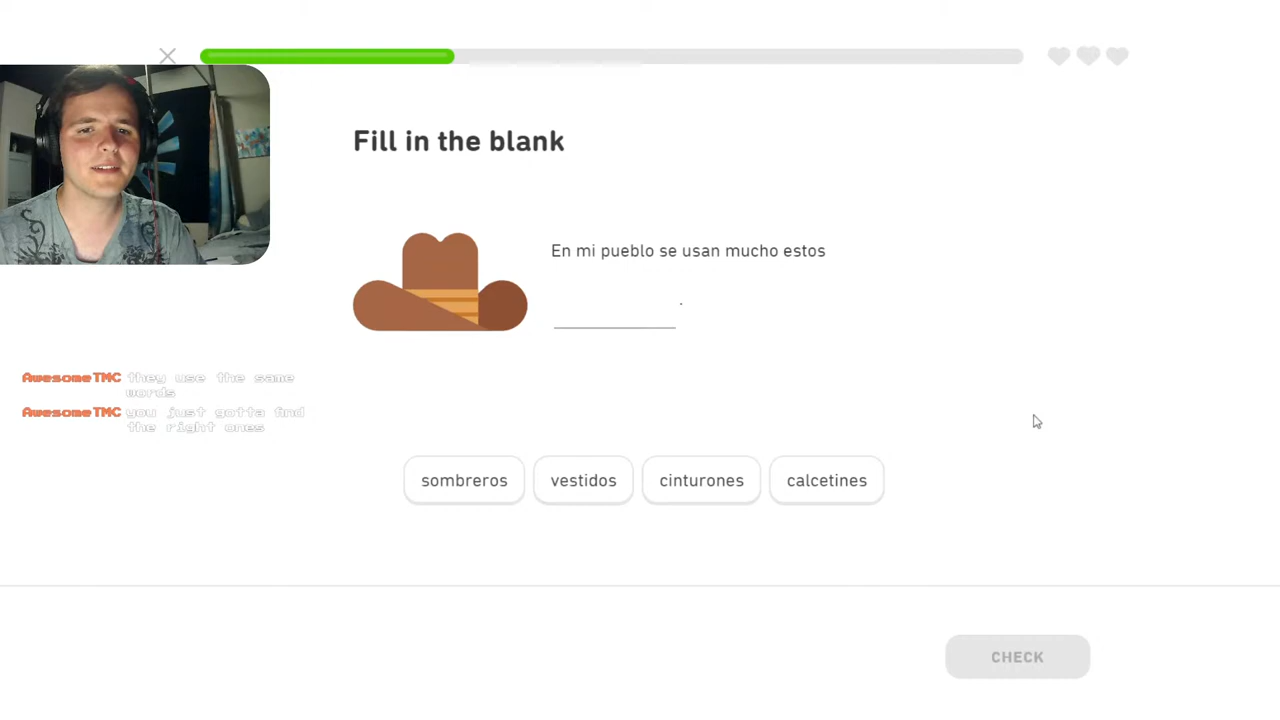 Fill in the blank
En mi pueblo se usan mucho estos
.
AwesomeTMC they use the same
words
AwesomeTMC you just gotta find
the right ones
sombreros vestidos cinturones calcetines
CHECK